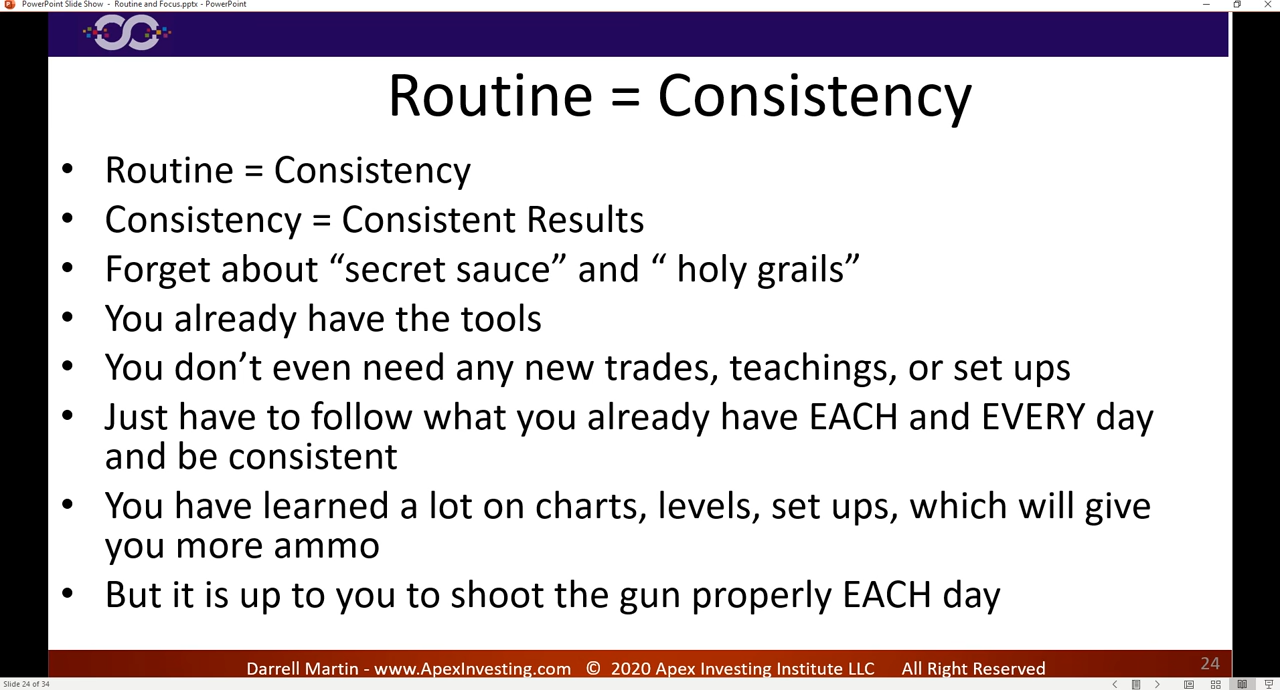 PowerPoint Slide Show - Routine and Focus.pptx - PowerPoint
Routine = Consistency
• Routine = Consistency
• Consistency = Consistent Results
• Forget about “secret sauce” and “ holy grails”
• You already have the tools
• You don’t even need any new trades, teachings, or set ups
• Just have to follow what you already have EACH and EVERY day
and be consistent
• You have learned a lot on charts, levels, set ups, which will give
you more ammo
• But it is up to you to shoot the gun properly EACH day
Darrell Martin - www.ApexInvesting.com © 2020 Apex Investing Institute LLC All Right Reserved
24
Slide 24 of 34